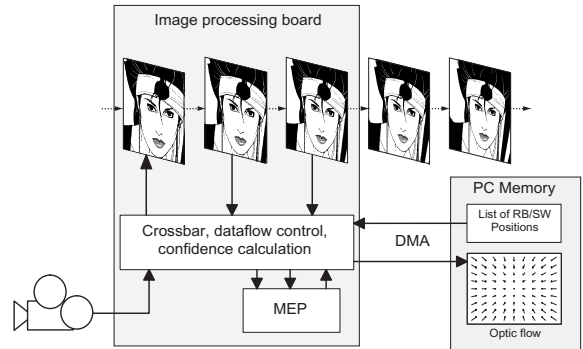 Image processing board
PC Memory
List of RB/SW
Positions
Crossbar, dataflow control,
confidence calculation
DMA
MEP
Optic flow